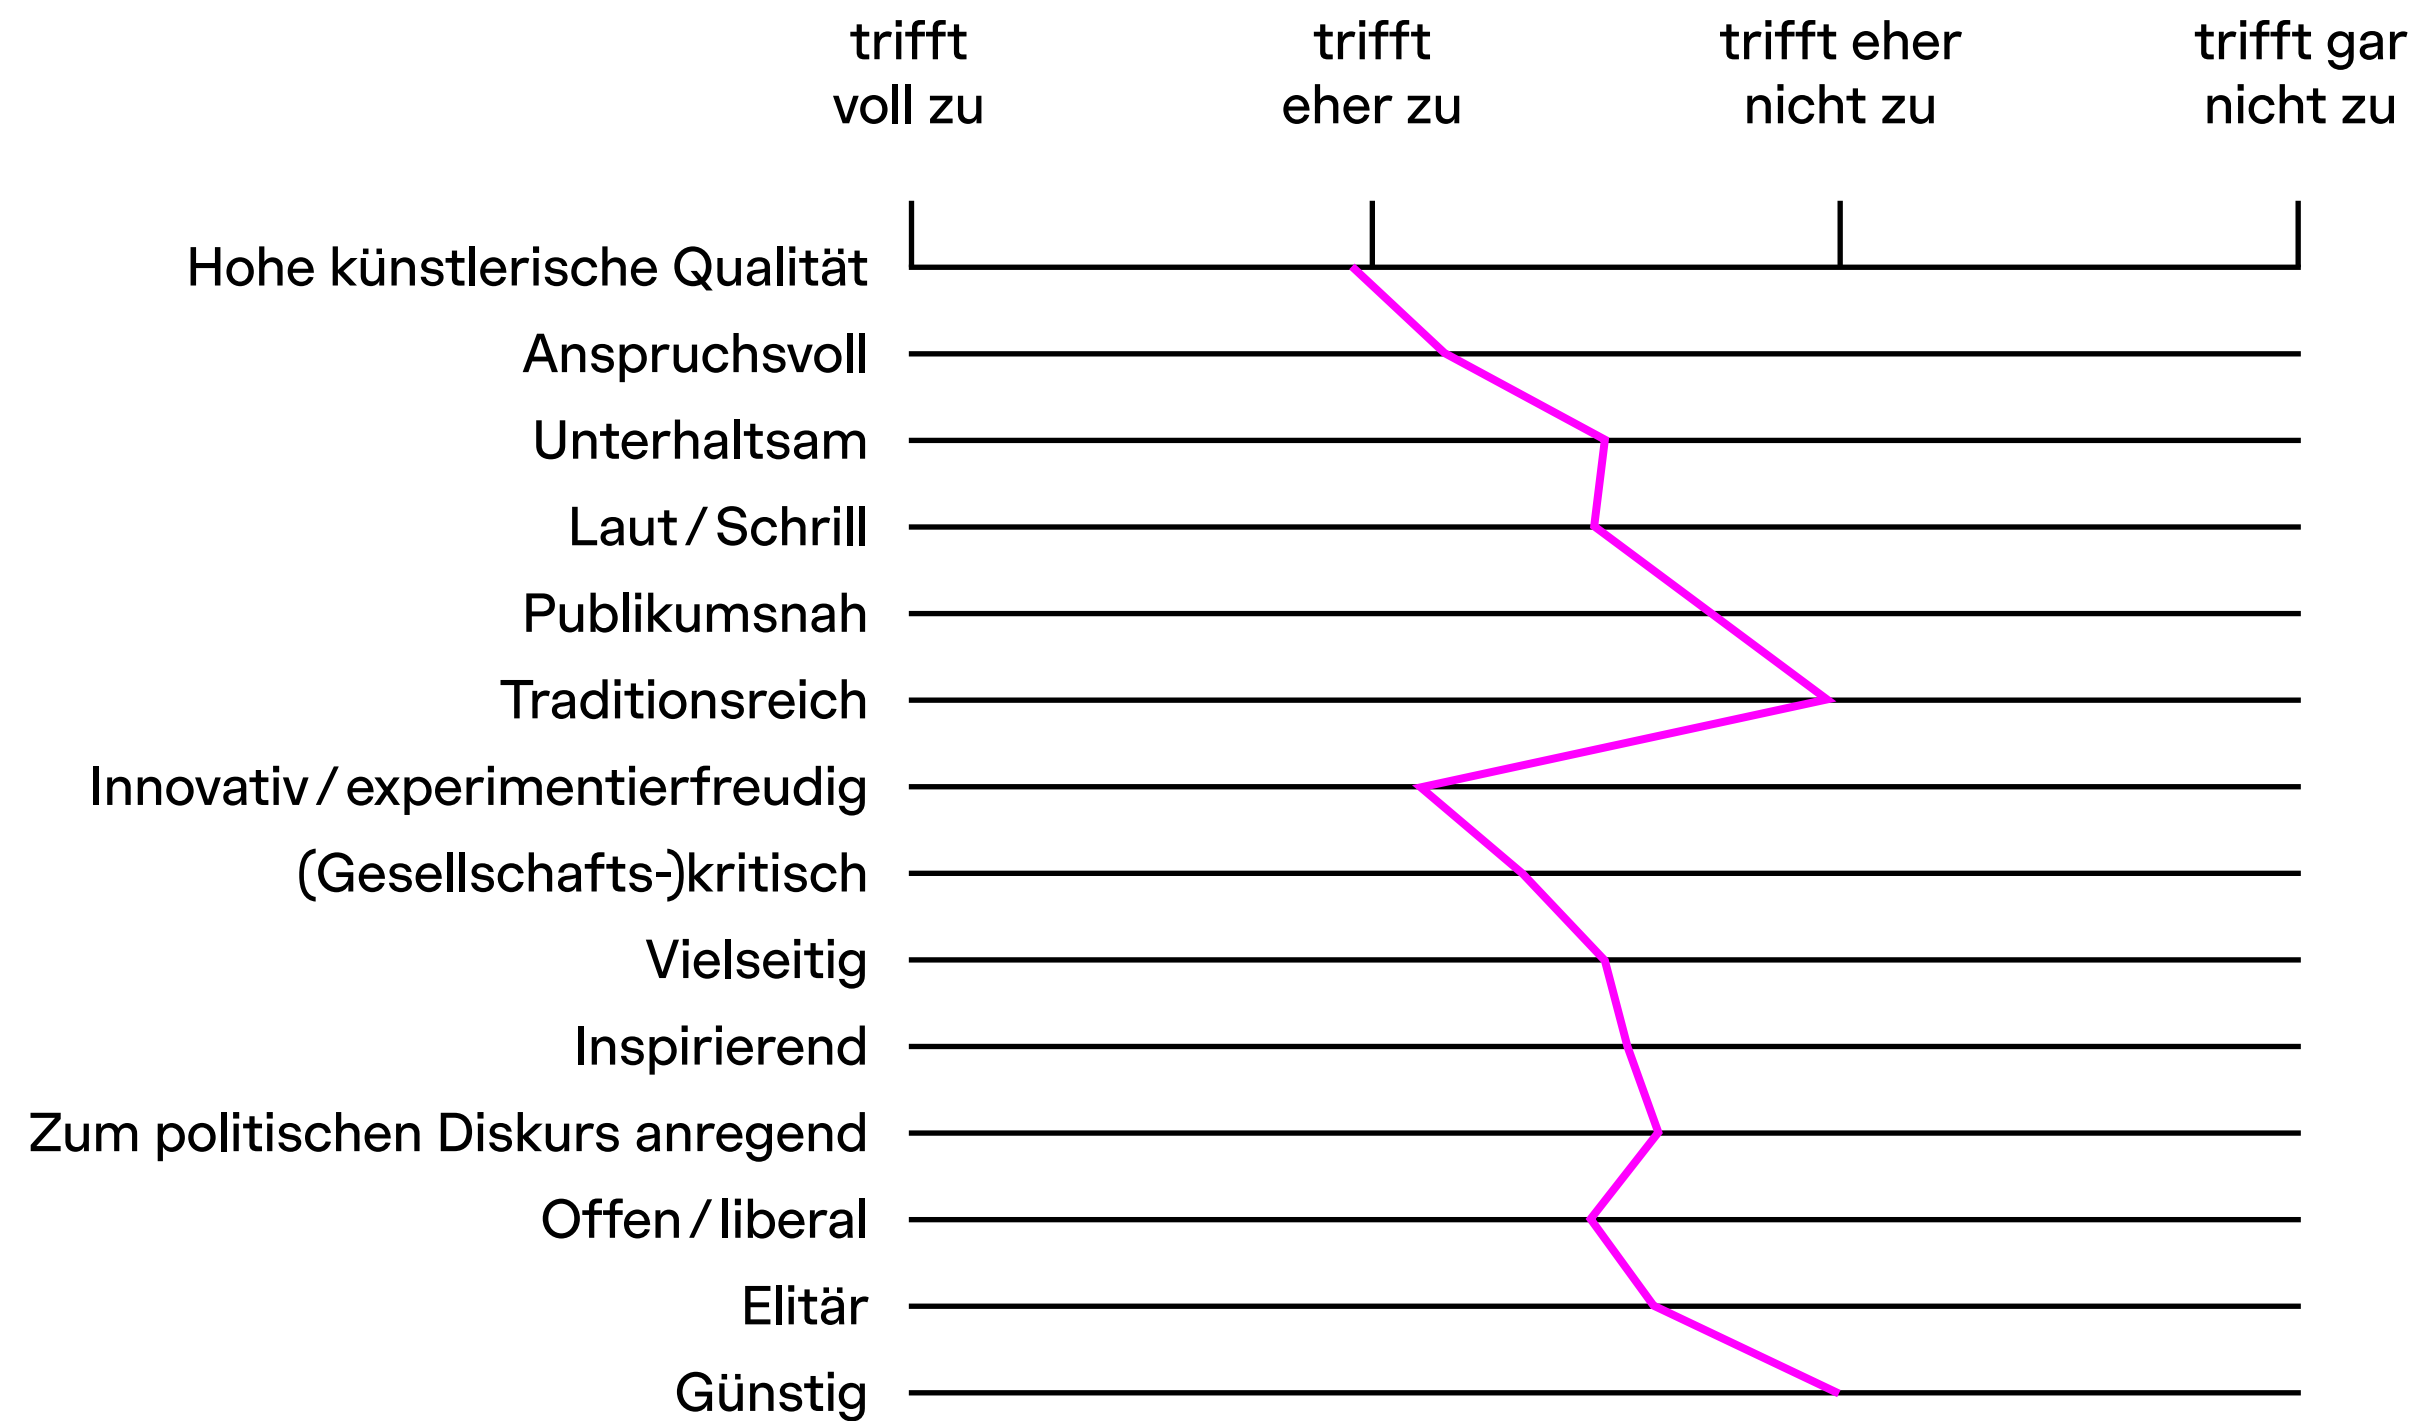 trifft
voll zu
trifft
eher zu
trifft eher
nicht zu
trifft gar
nicht zu
Hohe künstlerische Qualität
Anspruchsvoll
Unterhaltsam
Laut / Schrill
Publikumsnah
Traditionsreich
Innovativ / experimentierfreudig
(Gesellschafts-)kritisch
Vielseitig
Inspirierend
Zum politischen Diskurs anregend
Offen / liberal
Elitär
Günstig